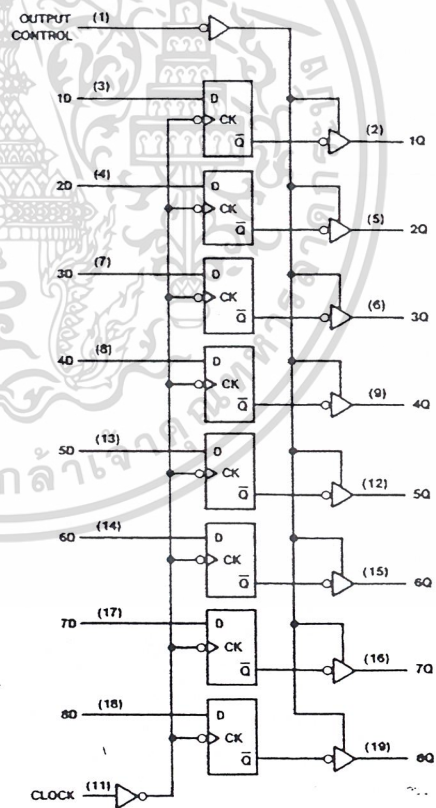 OUTPUT CONTROL (1)
1D (3) D CK Q̅ (2) 1Q
2D (4) D CK Q̅ (5) 2Q
3D (7) D CK Q̅ (6) 3Q
4D (8) D CK Q̅ (9) 4Q
5D (13) D CK Q̅ (12) 5Q
6D (14) D CK Q̅ (15) 6Q
7D (17) D CK Q̅ (16) 7Q
8D (18) D CK Q̅ (19) 8Q
CLOCK (11)